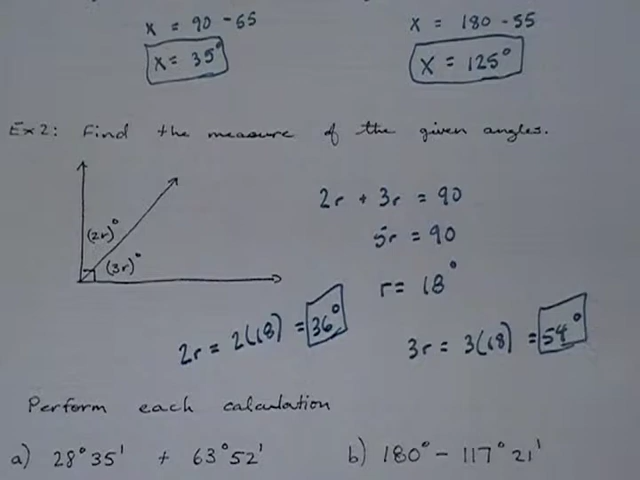 x = 90 - 55
x = 35°
x = 180 - 55
x = 125°
Ex 2: Find the measure of the given angles.
(2r)°
(3r)°
2r + 3r = 90
5r = 90
r = 18°
2r = 2(18) = 36°
3r = 3(18) = 54°
Perform each calculation
a) 28°35' + 63°52'
b) 180° - 117°21'